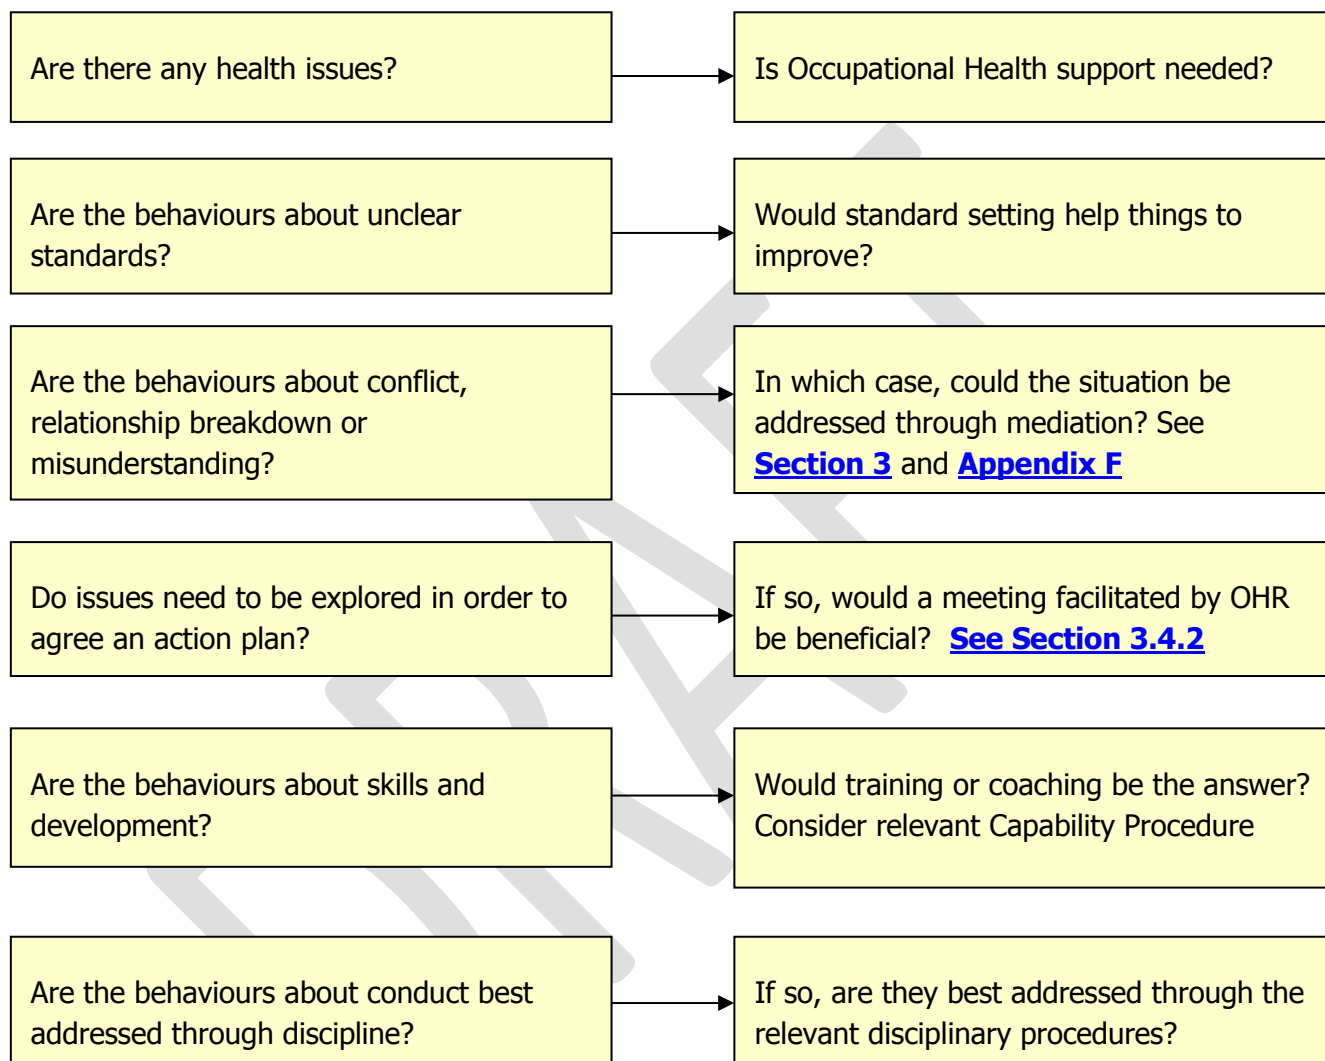 Are there any health issues?
Is Occupational Health support needed?
Are the behaviours about unclear
standards?
Would standard setting help things to
improve?
Are the behaviours about conflict,
relationship breakdown or
misunderstanding?
In which case, could the situation be
addressed through mediation? See
Section 3 and Appendix F
Do issues need to be explored in order to
agree an action plan?
If so, would a meeting facilitated by OHR
be beneficial?  See Section 3.4.2
Are the behaviours about skills and
development?
Would training or coaching be the answer?
Consider relevant Capability Procedure
Are the behaviours about conduct best
addressed through discipline?
If so, are they best addressed through the
relevant disciplinary procedures?
DRAFT